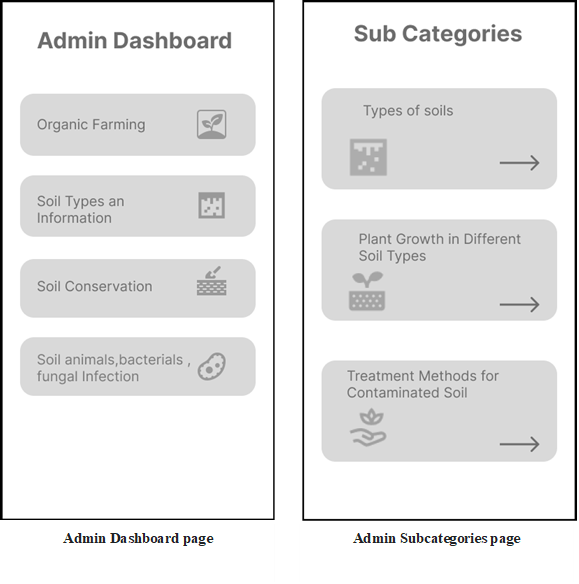 Admin Dashboard
Organic Farming
Soil Types an
Information
Soil Conservation
Soil animals,bacterials ,
fungal Infection
Admin Dashboard page
Sub Categories
Types of soils
Plant Growth in Different
Soil Types
Treatment Methods for
Contaminated Soil
Admin Subcategories page